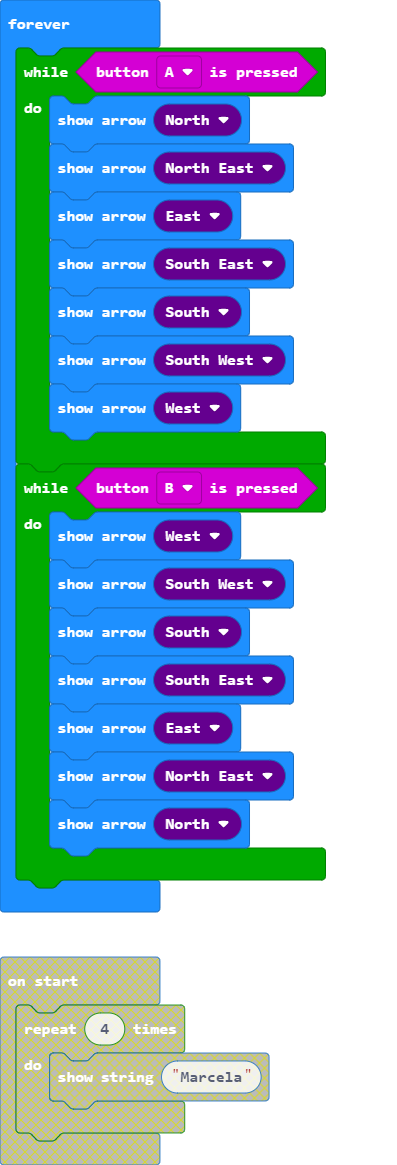 forever
while button A is pressed
do
show arrow North
show arrow North East
show arrow East
show arrow South East
show arrow South
show arrow South West
show arrow West
while button B is pressed
do
show arrow West
show arrow South West
show arrow South
show arrow South East
show arrow East
show arrow North East
show arrow North
on start
repeat 4 times
do
show string "Marcela"